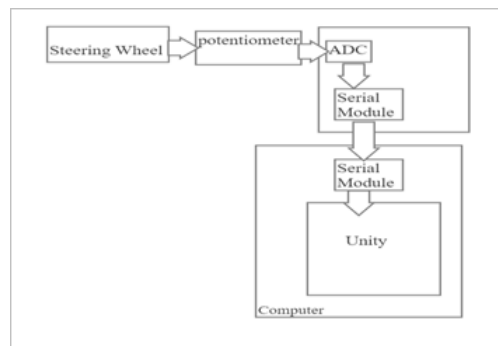 Steering Wheel
potentiometer
ADC
Serial
Module
Serial
Module
Unity
Computer